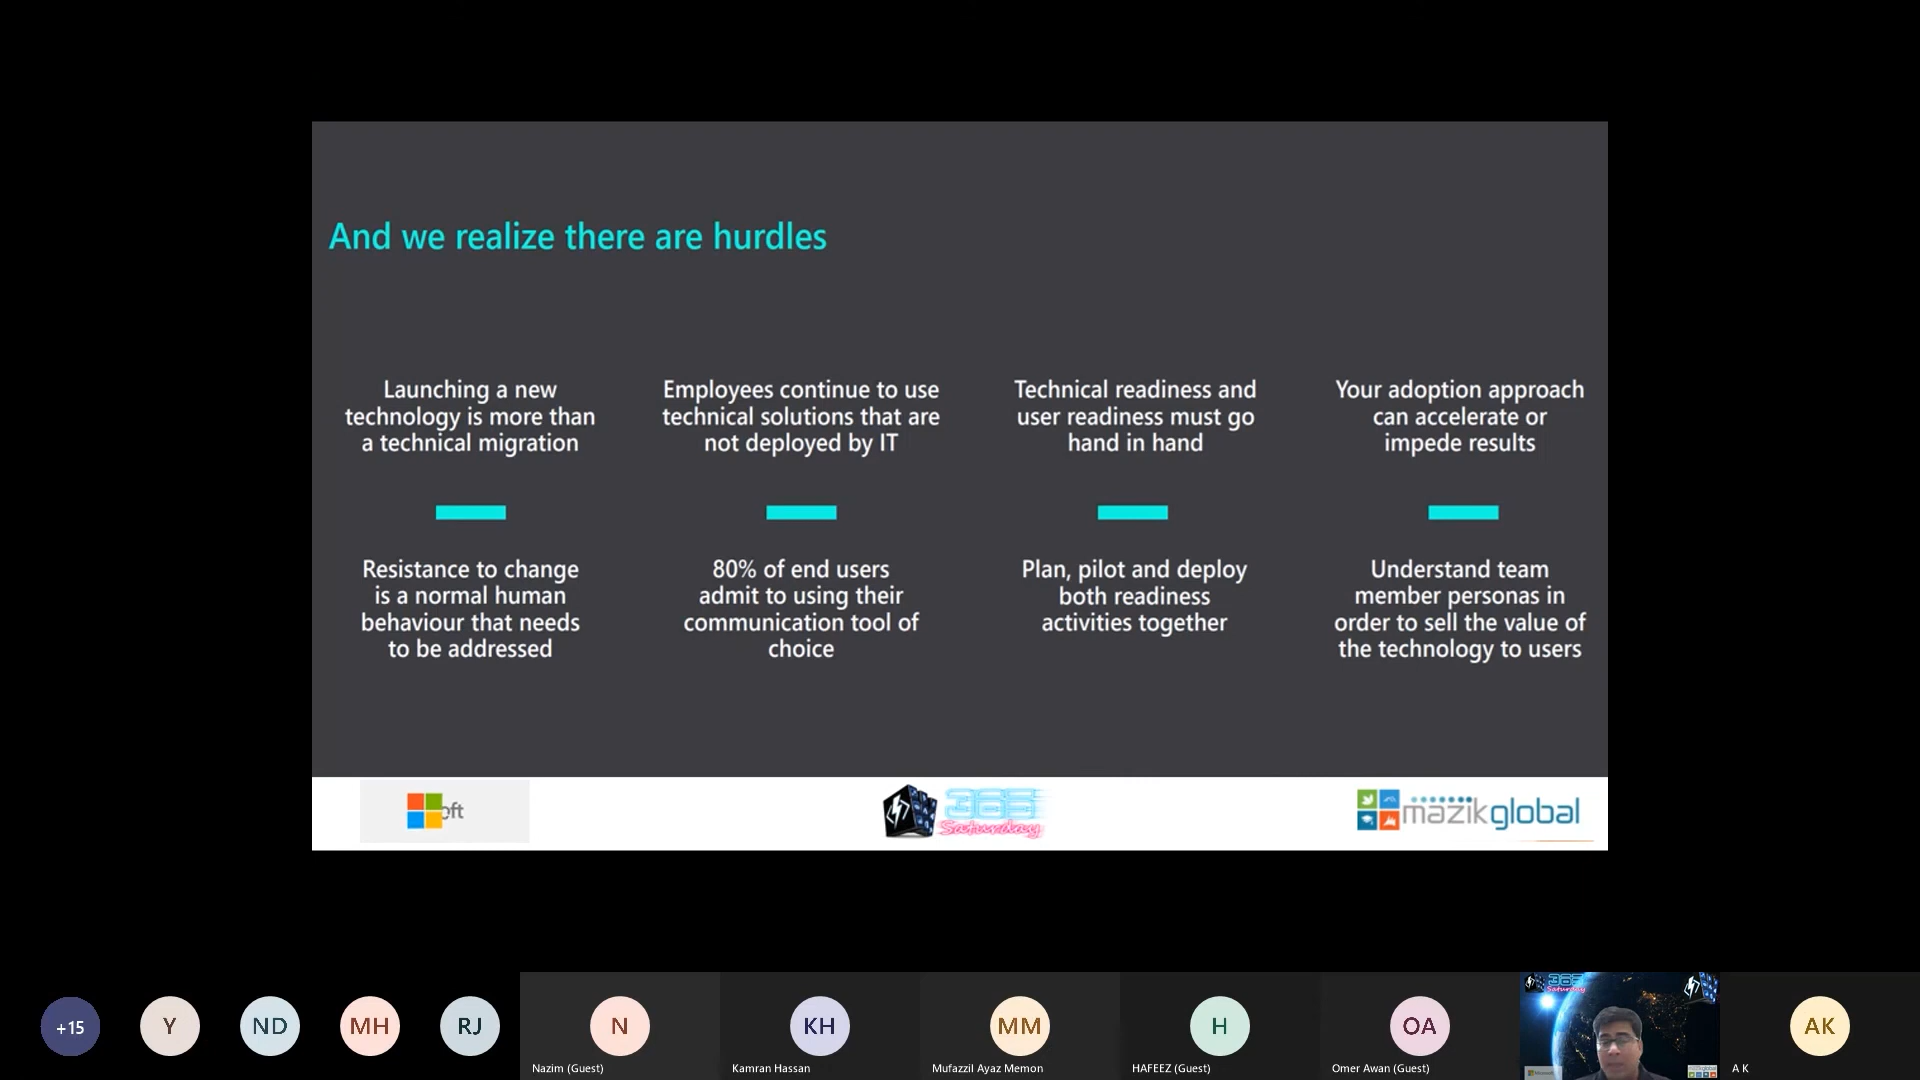 And we realize there are hurdles
Launching a new
technology is more than
a technical migration
Resistance to change
is a normal human
behaviour that needs
to be addressed
Employees continue to use
technical solutions that are
not deployed by IT
80% of end users
admit to using their
communication tool of
choice
Technical readiness and
user readiness must go
hand in hand
Plan, pilot and deploy
both readiness
activities together
Your adoption approach
can accelerate or
impede results
Understand team
member personas in
order to sell the value of
the technology to users
oft
365
Saturday
mazikglobal
+15
Y
ND
MH
RJ
N
Nazim (Guest)
KH
Kamran Hassan
MM
Mufazzil Ayaz Memon
H
HAFEEZ (Guest)
OA
Omer Awan (Guest)
365
Saturday
AK
A K